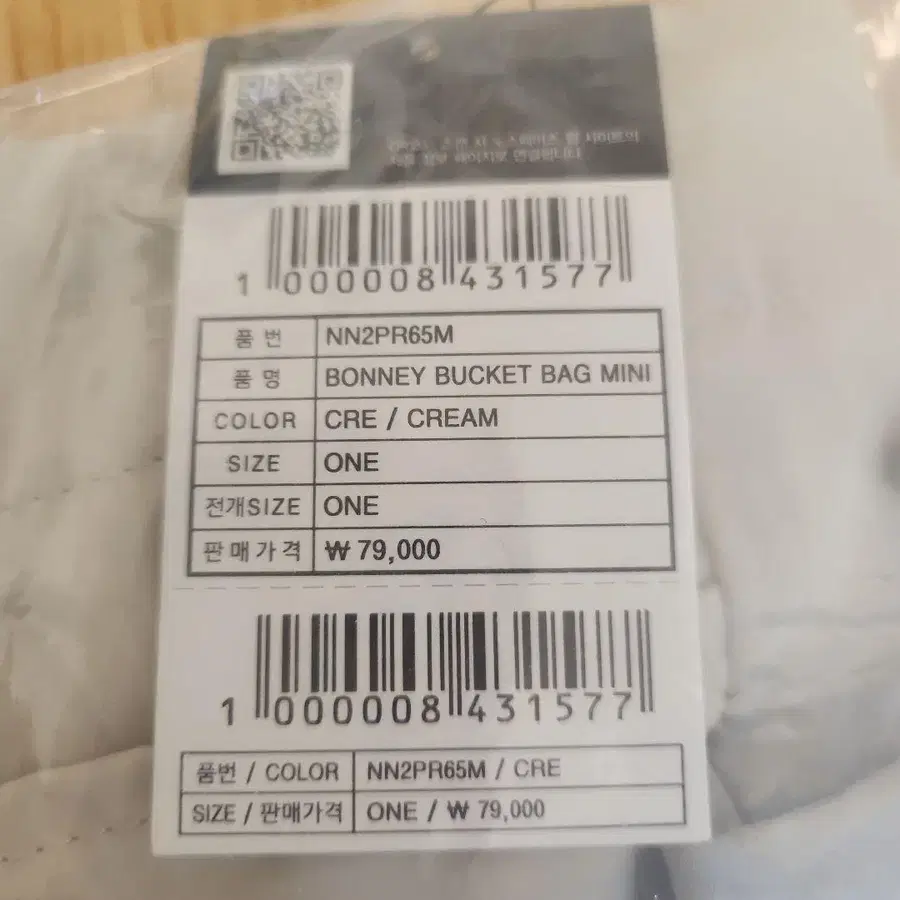 1 000008 431577
품번 NN2PR65M
품명 BONNEY BUCKET BAG MINI
COLOR CRE / CREAM
SIZE ONE
전개SIZE ONE
판매가격 ₩ 79,000
1 000008 431577
품번 / COLOR NN2PR65M / CRE
SIZE / 판매가격 ONE / ₩ 79,000